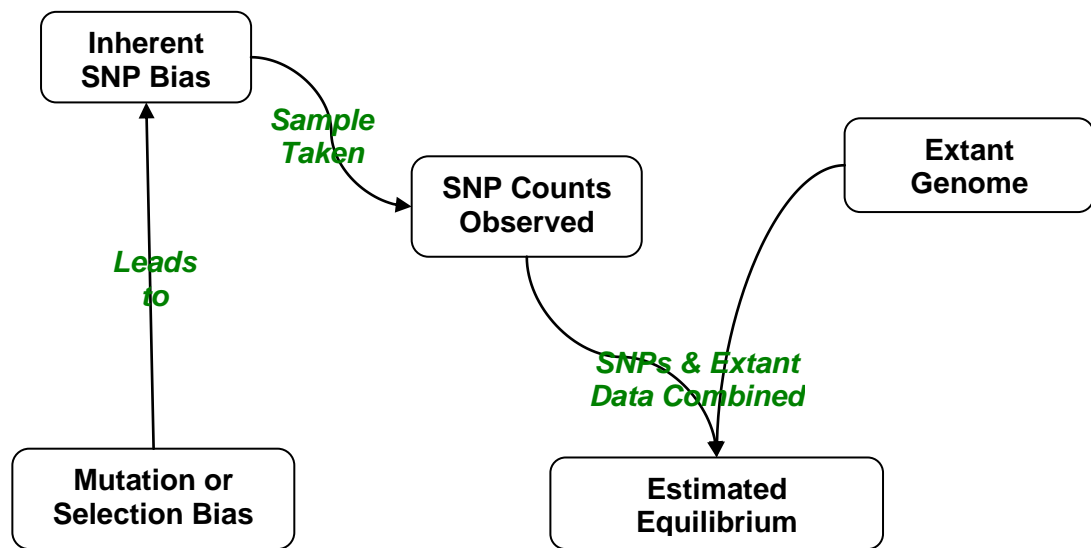 Inherent
SNP Bias
Sample
Taken
SNP Counts
Observed
Extant
Genome
Leads
to
SNPs & Extant
Data Combined
Mutation or
Selection Bias
Estimated
Equilibrium